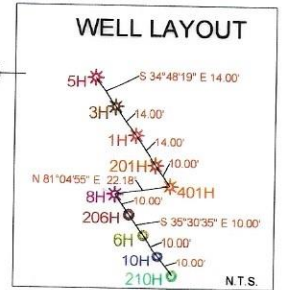 WELL LAYOUT
5H
S 34°48'19" E 14.00'
3H
14.00'
1H
14.00'
201H
10.00'
N 81°04'55" E 22.18'
401H
8H
10.00'
206H
S 35°30'35" E 10.00'
6H
10.00'
10H
10.00'
210H
N.T.S.